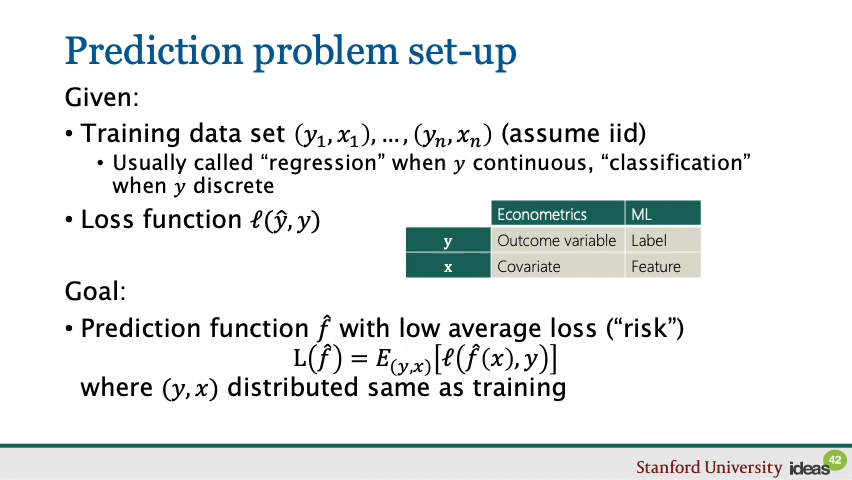 Prediction problem set-up
Given:
• Training data set (y₁, x₁), …, (yₙ, xₙ) (assume iid)
• Usually called “regression” when y continuous, “classification”
when y discrete
• Loss function ℓ(ŷ, y)
Econometrics ML
y Outcome variable Label
x Covariate Feature
Goal:
• Prediction function f̂ with low average loss (“risk”)
L(f̂) = E₍y,x₎[ℓ(f̂(x), y)]
where (y, x) distributed same as training
Stanford University ideas 42